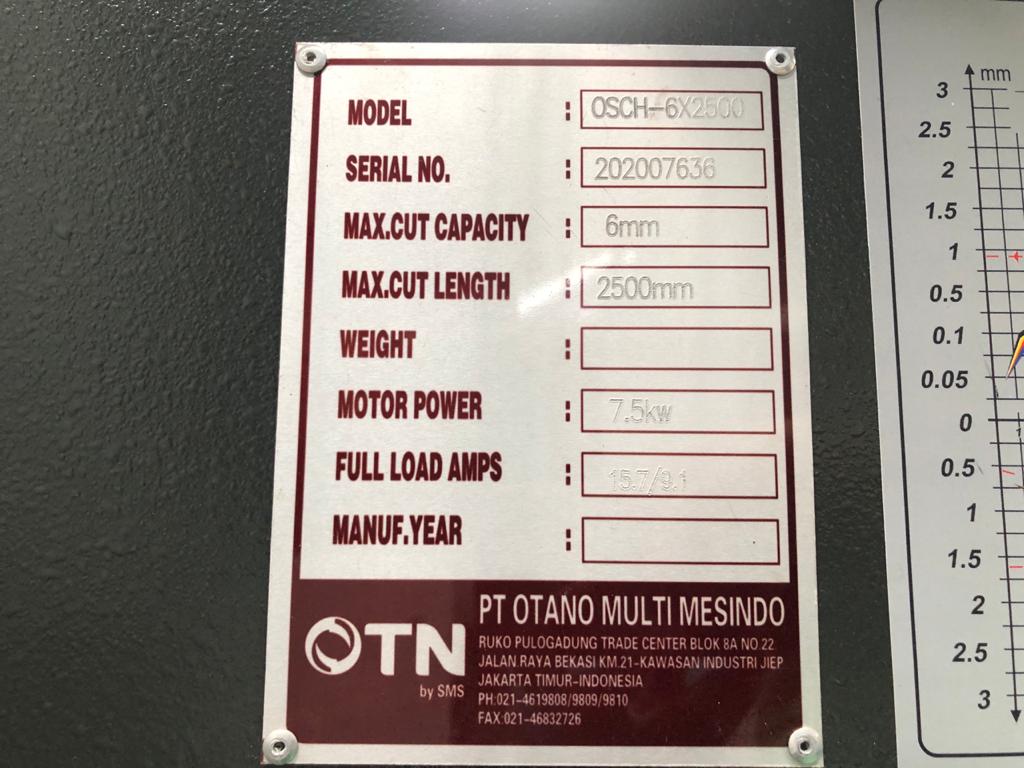 MODEL : OSCH-6X2500
SERIAL NO. : 202007636
MAX.CUT CAPACITY : 6mm
MAX.CUT LENGTH : 2500mm
WEIGHT :
MOTOR POWER : 7.5kw
FULL LOAD AMPS : 15.7/9.1
MANUF.YEAR :
OTN
by SMS
PT OTANO MULTI MESINDO
RUKO PULOGADUNG TRADE CENTER BLOK 8A NO.22
JALAN RAYA BEKASI KM.21-KAWASAN INDUSTRI JIEP
JAKARTA TIMUR-INDONESIA
PH:021-4619808/9809/9810
FAX:021-46832726
mm
3
2.5
2
1.5
1
0.5
0.1
0.05
0
0.5
1
1.5
2
2.5
3